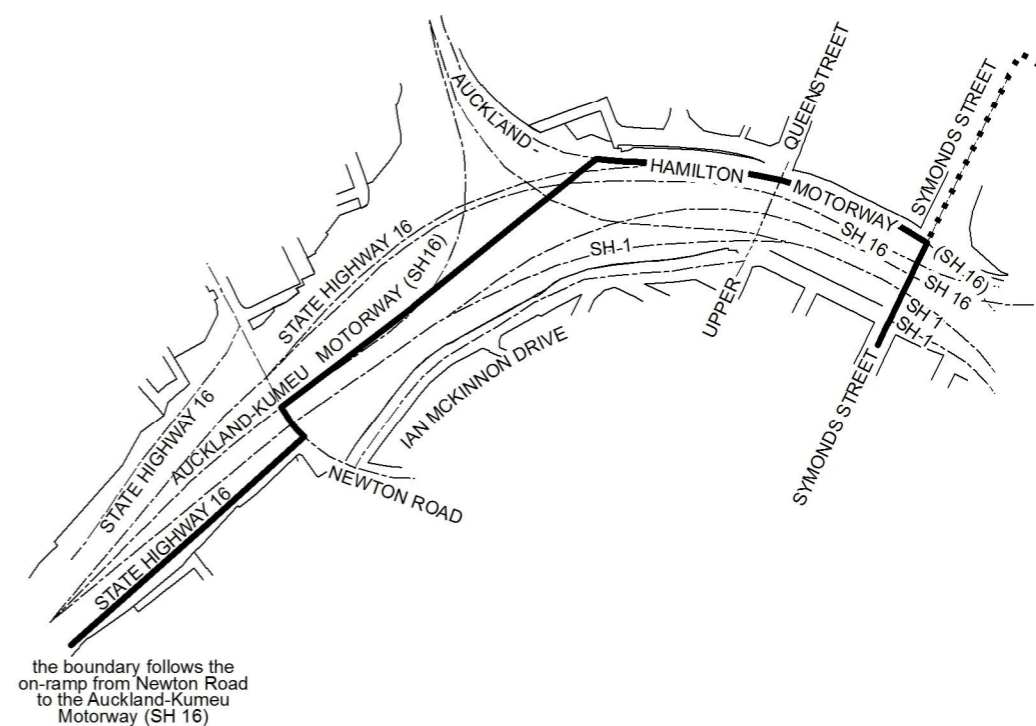 AUCKLAND-
HAMILTON
MOTORWAY
(SH 16)
QUEENSTREET
UPPER
SYMONDS STREET
SYMONDS STREET
SH 16
SH 16
SH 1
SH-1
SH-1
STATE HIGHWAY 16
AUCKLAND-KUMEU MOTORWAY (SH16)
STATE HIGHWAY 16
STATE HIGHWAY 16
IAN MCKINNON DRIVE
NEWTON ROAD
the boundary follows the
on-ramp from Newton Road
to the Auckland-Kumeu
Motorway (SH 16)